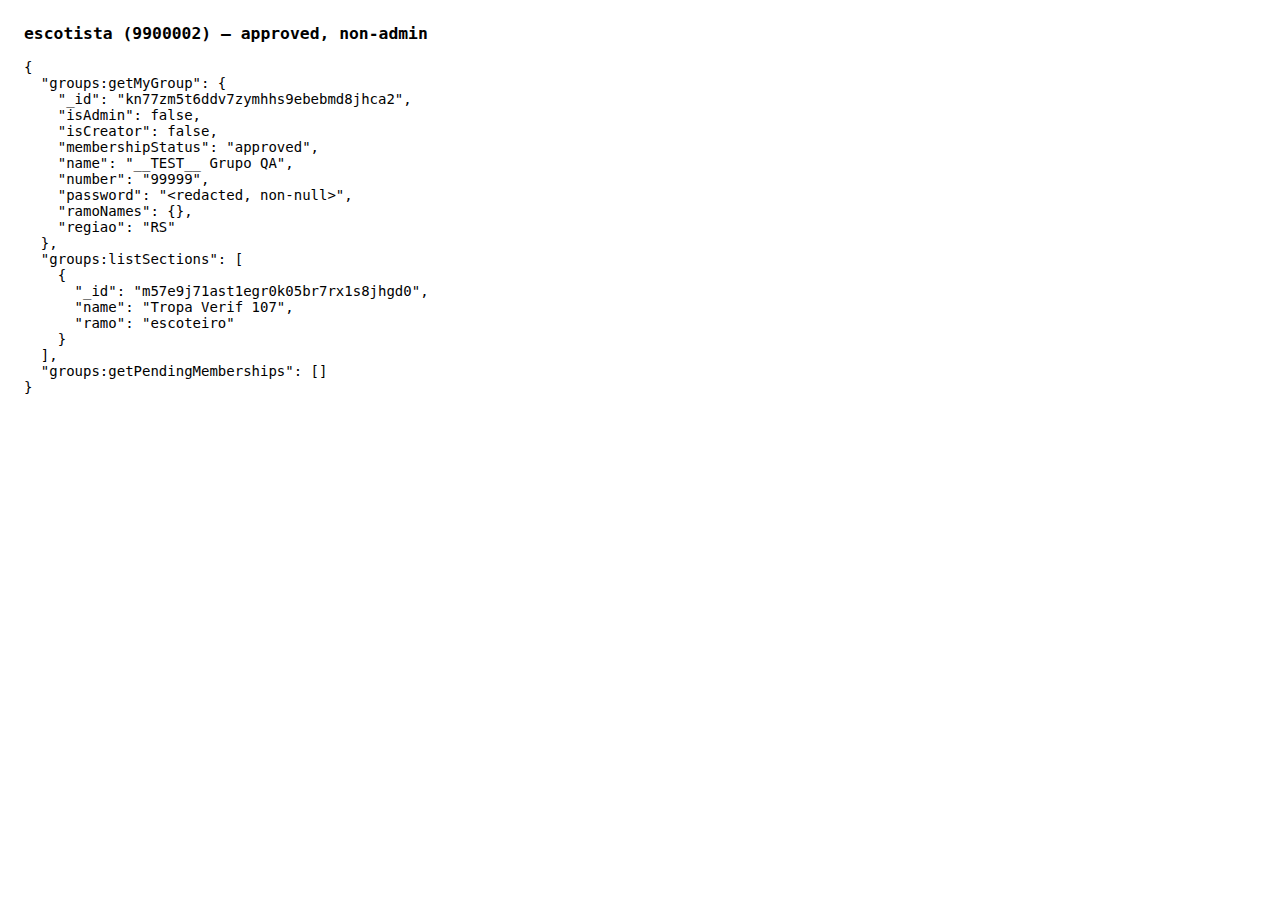 escotista (9900002) — approved, non-admin
{
  "groups:getMyGroup": {
    "_id": "kn77zm5t6ddv7zymhhs9ebebmd8jhca2",
    "isAdmin": false,
    "isCreator": false,
    "membershipStatus": "approved",
    "name": "__TEST__ Grupo QA",
    "number": "99999",
    "password": "<redacted, non-null>",
    "ramoNames": {},
    "regiao": "RS"
  },
  "groups:listSections": [
    {
      "_id": "m57e9j71ast1egr0k05br7rx1s8jhgd0",
      "name": "Tropa Verif 107",
      "ramo": "escoteiro"
    }
  ],
  "groups:getPendingMemberships": []
}